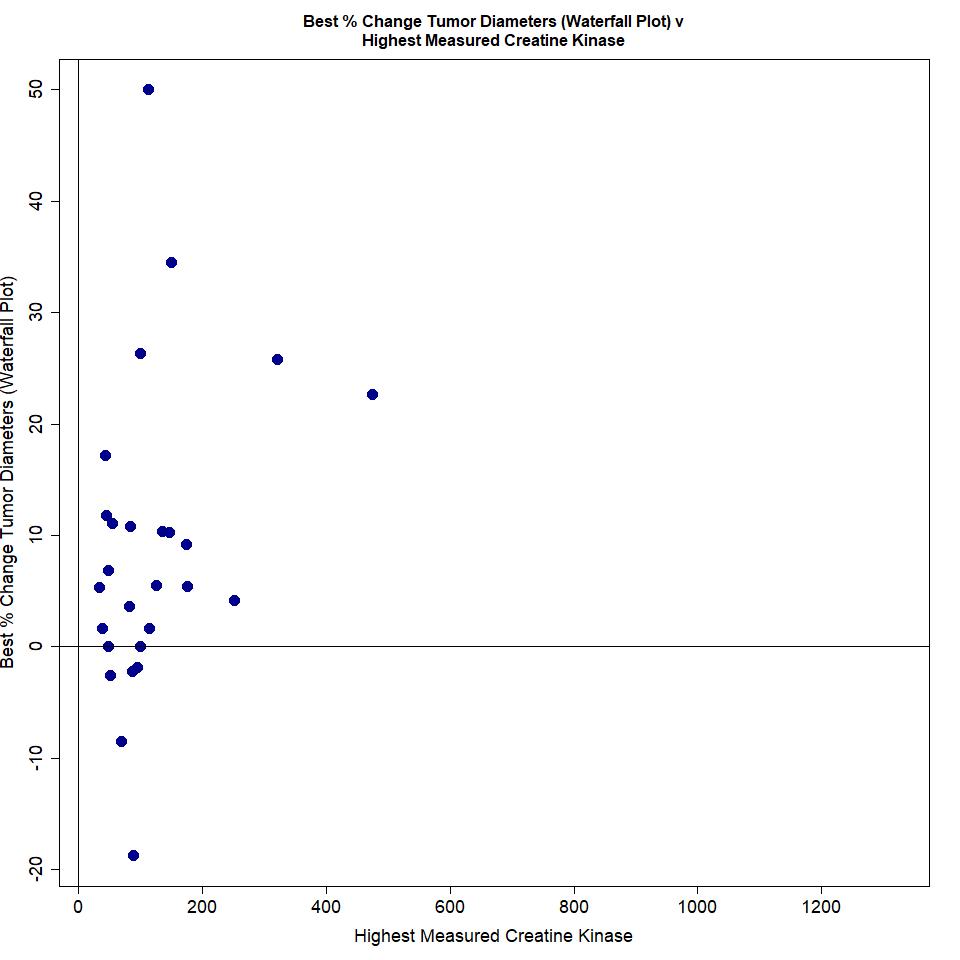 Best % Change Tumor Diameters (Waterfall Plot) v
Highest Measured Creatine Kinase
Best % Change Tumor Diameters (Waterfall Plot)
50
40
30
20
10
0
-10
-20
0 200 400 600 800 1000 1200
Highest Measured Creatine Kinase